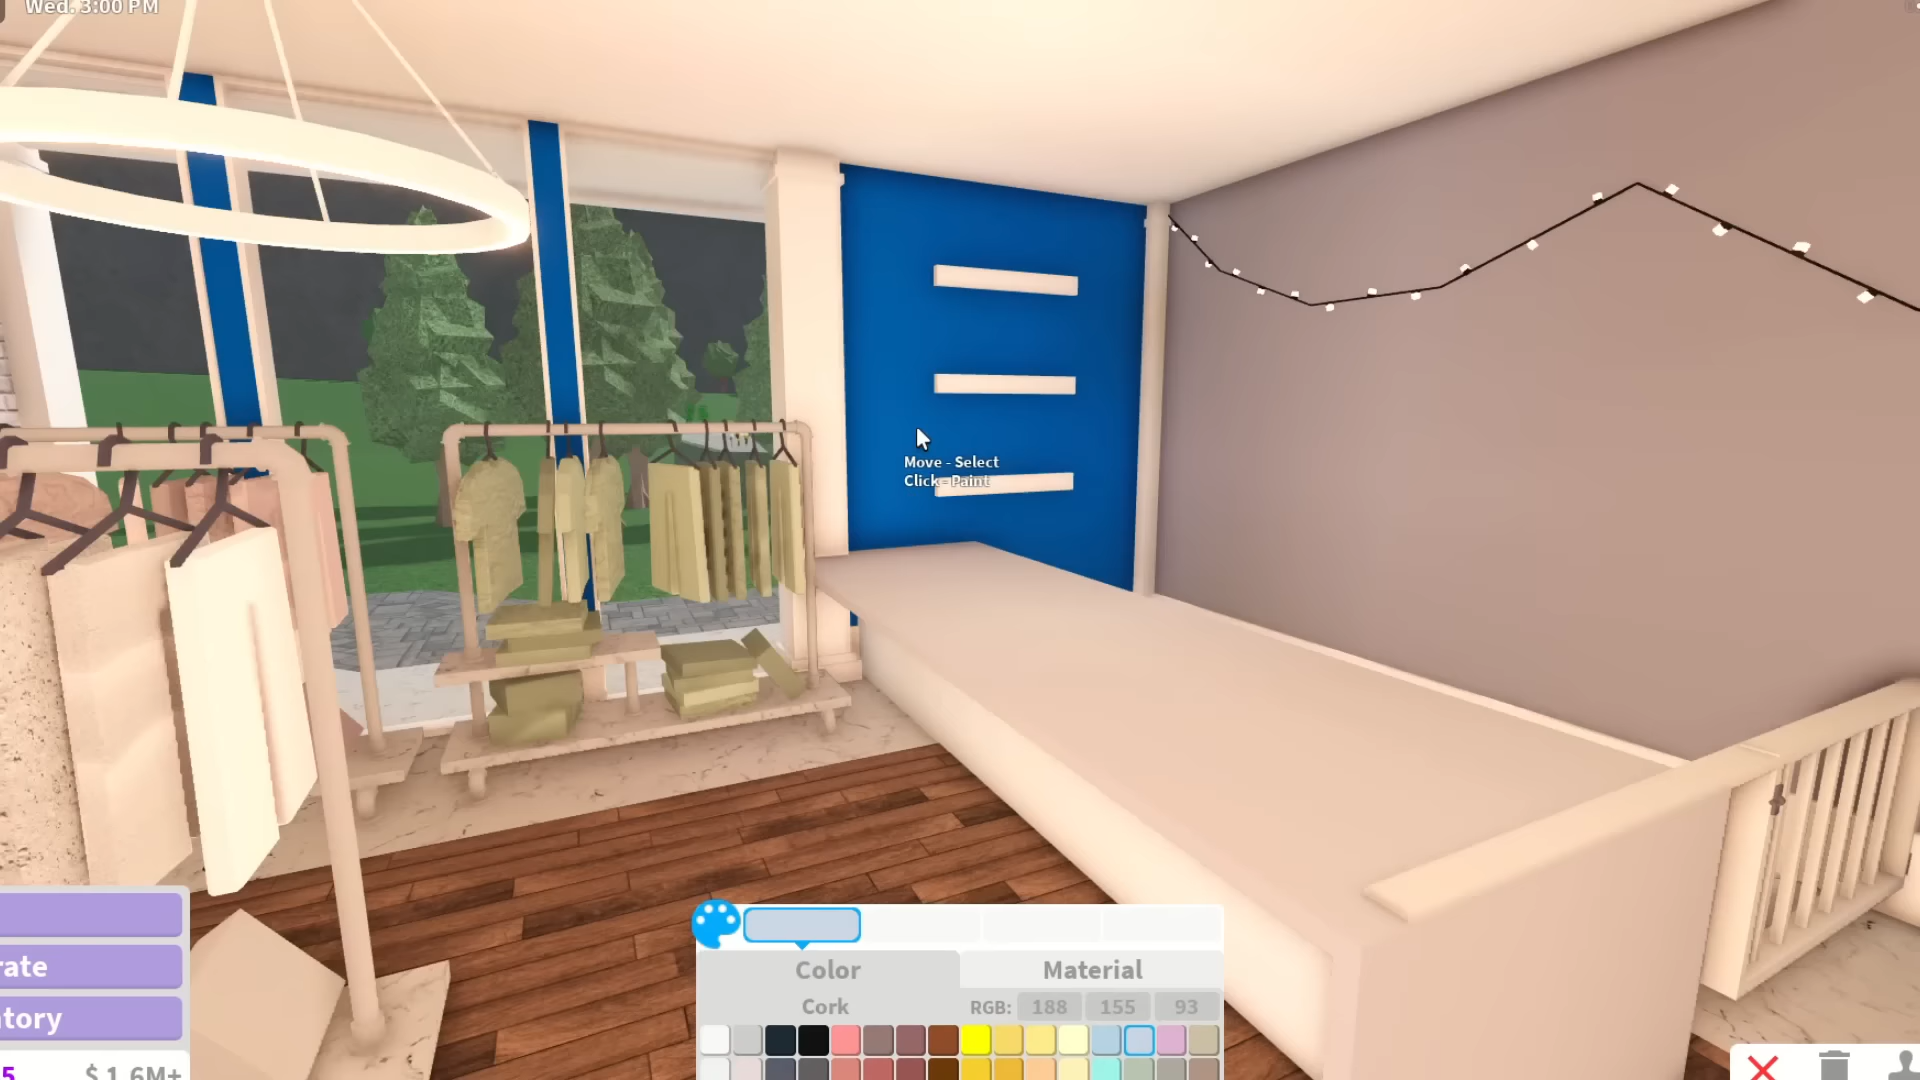 Wed. 3:00 PM
Move - Select
Click - Paint
rate
tory
5 $ 1.6M+
Color Material
Cork RGB: 188 155 93